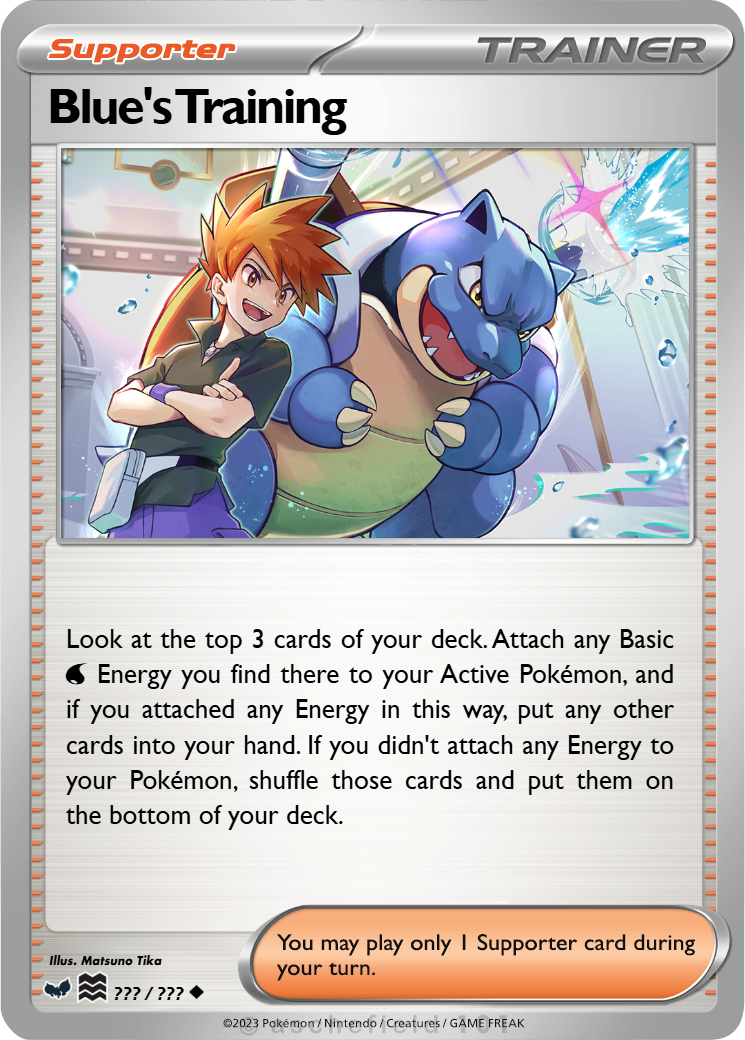 Supporter
TRAINER
Blue's Training
Look at the top 3 cards of your deck. Attach any Basic
Energy you find there to your Active Pokémon, and
if you attached any Energy in this way, put any other
cards into your hand. If you didn't attach any Energy to
your Pokémon, shuffle those cards and put them on
the bottom of your deck.
You may play only 1 Supporter card during
your turn.
Illus. Matsuno Tika
??? / ???
©2023 Pokémon / Nintendo / Creatures / GAME FREAK